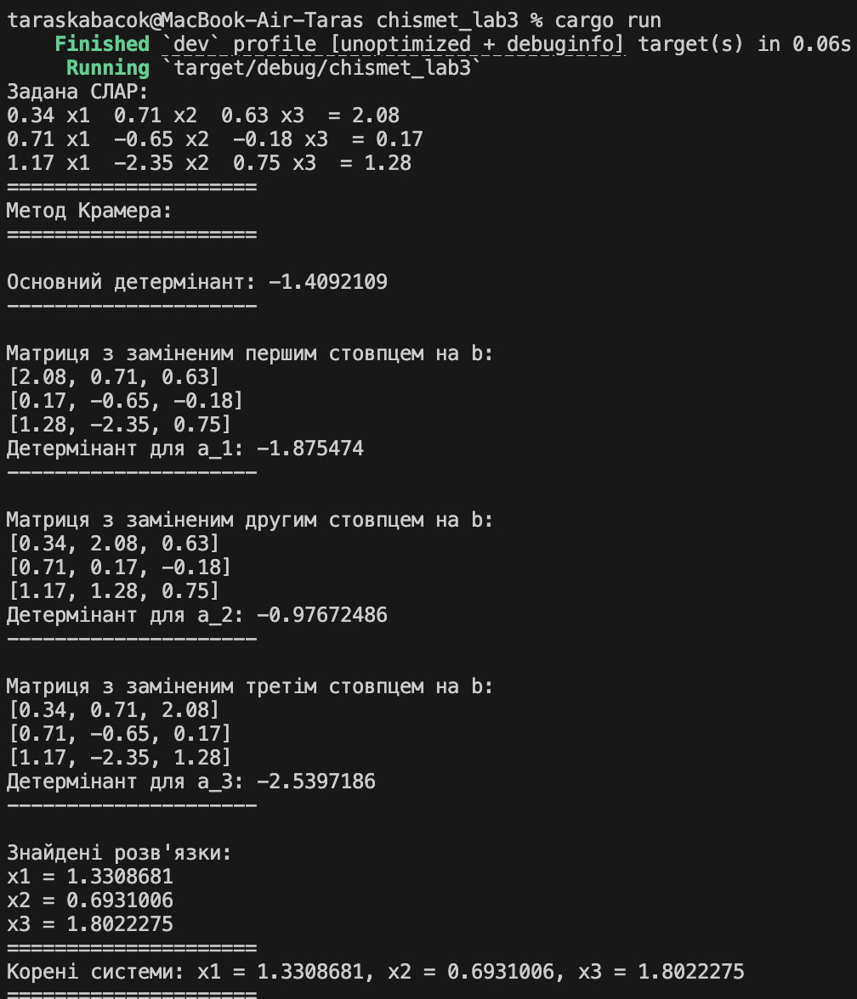 taraskabacok@MacBook-Air-Taras chismet_lab3 % cargo run
Finished `dev` profile [unoptimized + debuginfo] target(s) in 0.06s
Running `target/debug/chismet_lab3`
Задана СЛАР:
0.34 x1  0.71 x2  0.63 x3  = 2.08
0.71 x1  -0.65 x2  -0.18 x3  = 0.17
1.17 x1  -2.35 x2  0.75 x3  = 1.28
=====================
Метод Крамера:
=====================
Основний детермінант: -1.4092109
---------------------
Матриця з заміненим першим стовпцем на b:
[2.08, 0.71, 0.63]
[0.17, -0.65, -0.18]
[1.28, -2.35, 0.75]
Детермінант для a_1: -1.875474
---------------------
Матриця з заміненим другим стовпцем на b:
[0.34, 2.08, 0.63]
[0.71, 0.17, -0.18]
[1.17, 1.28, 0.75]
Детермінант для a_2: -0.97672486
---------------------
Матриця з заміненим третім стовпцем на b:
[0.34, 0.71, 2.08]
[0.71, -0.65, 0.17]
[1.17, -2.35, 1.28]
Детермінант для a_3: -2.5397186
---------------------
Знайдені розв'язки:
x1 = 1.3308681
x2 = 0.6931006
x3 = 1.8022275
=====================
Корені системи: x1 = 1.3308681, x2 = 0.6931006, x3 = 1.8022275
=====================